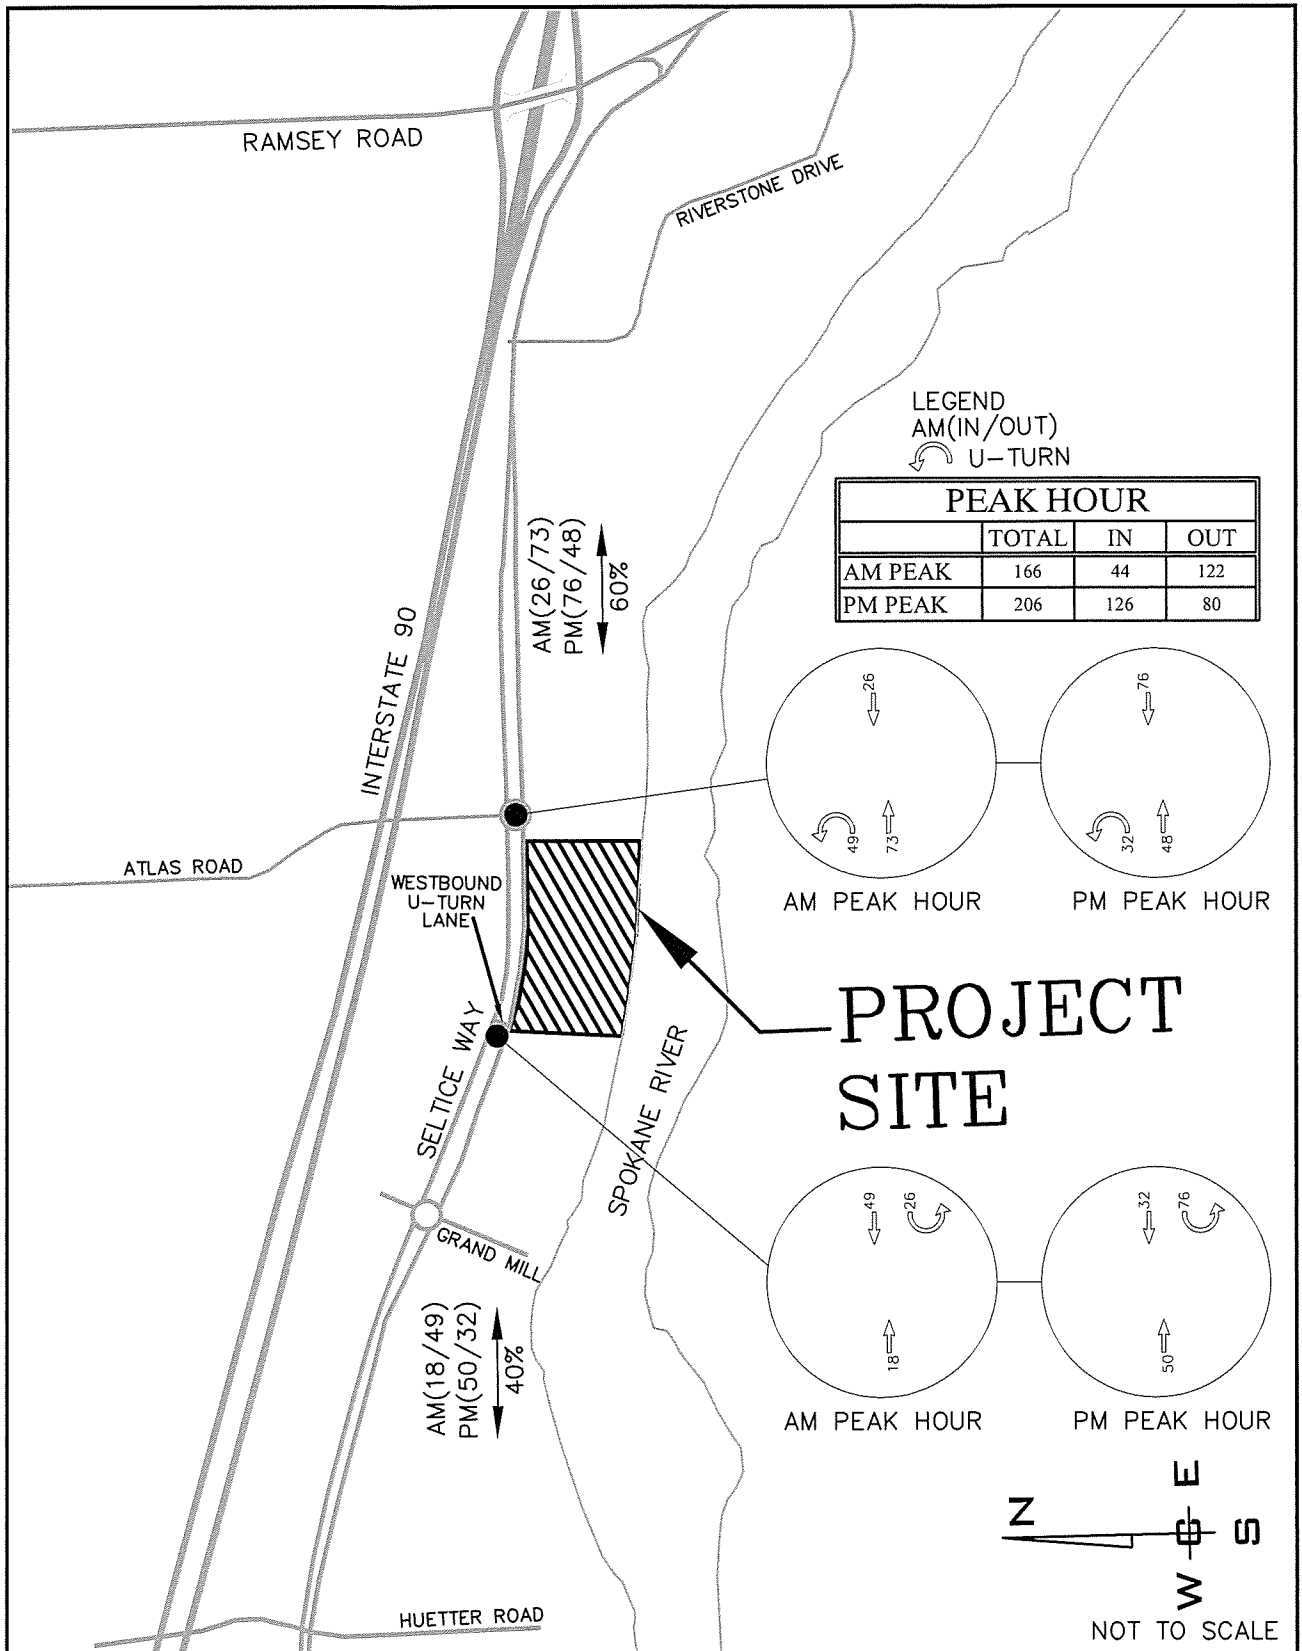 RAMSEY ROAD
RIVERSTONE DRIVE
LEGEND
AM(IN/OUT)
U-TURN
PEAK HOUR
TOTAL IN OUT
AM PEAK 166 44 122
PM PEAK 206 126 80
AM(26/73)
PM(76/48)
60%
INTERSTATE 90
26
49
73
AM PEAK HOUR
76
32
48
PM PEAK HOUR
ATLAS ROAD
WESTBOUND
U-TURN
LANE
PROJECT
SITE
SELTICE WAY
SPOKANE RIVER
GRAND MILL
AM(18/49)
PM(50/32)
40%
49
26
18
AM PEAK HOUR
32
76
50
PM PEAK HOUR
HUETTER ROAD
N
E
S
W
NOT TO SCALE